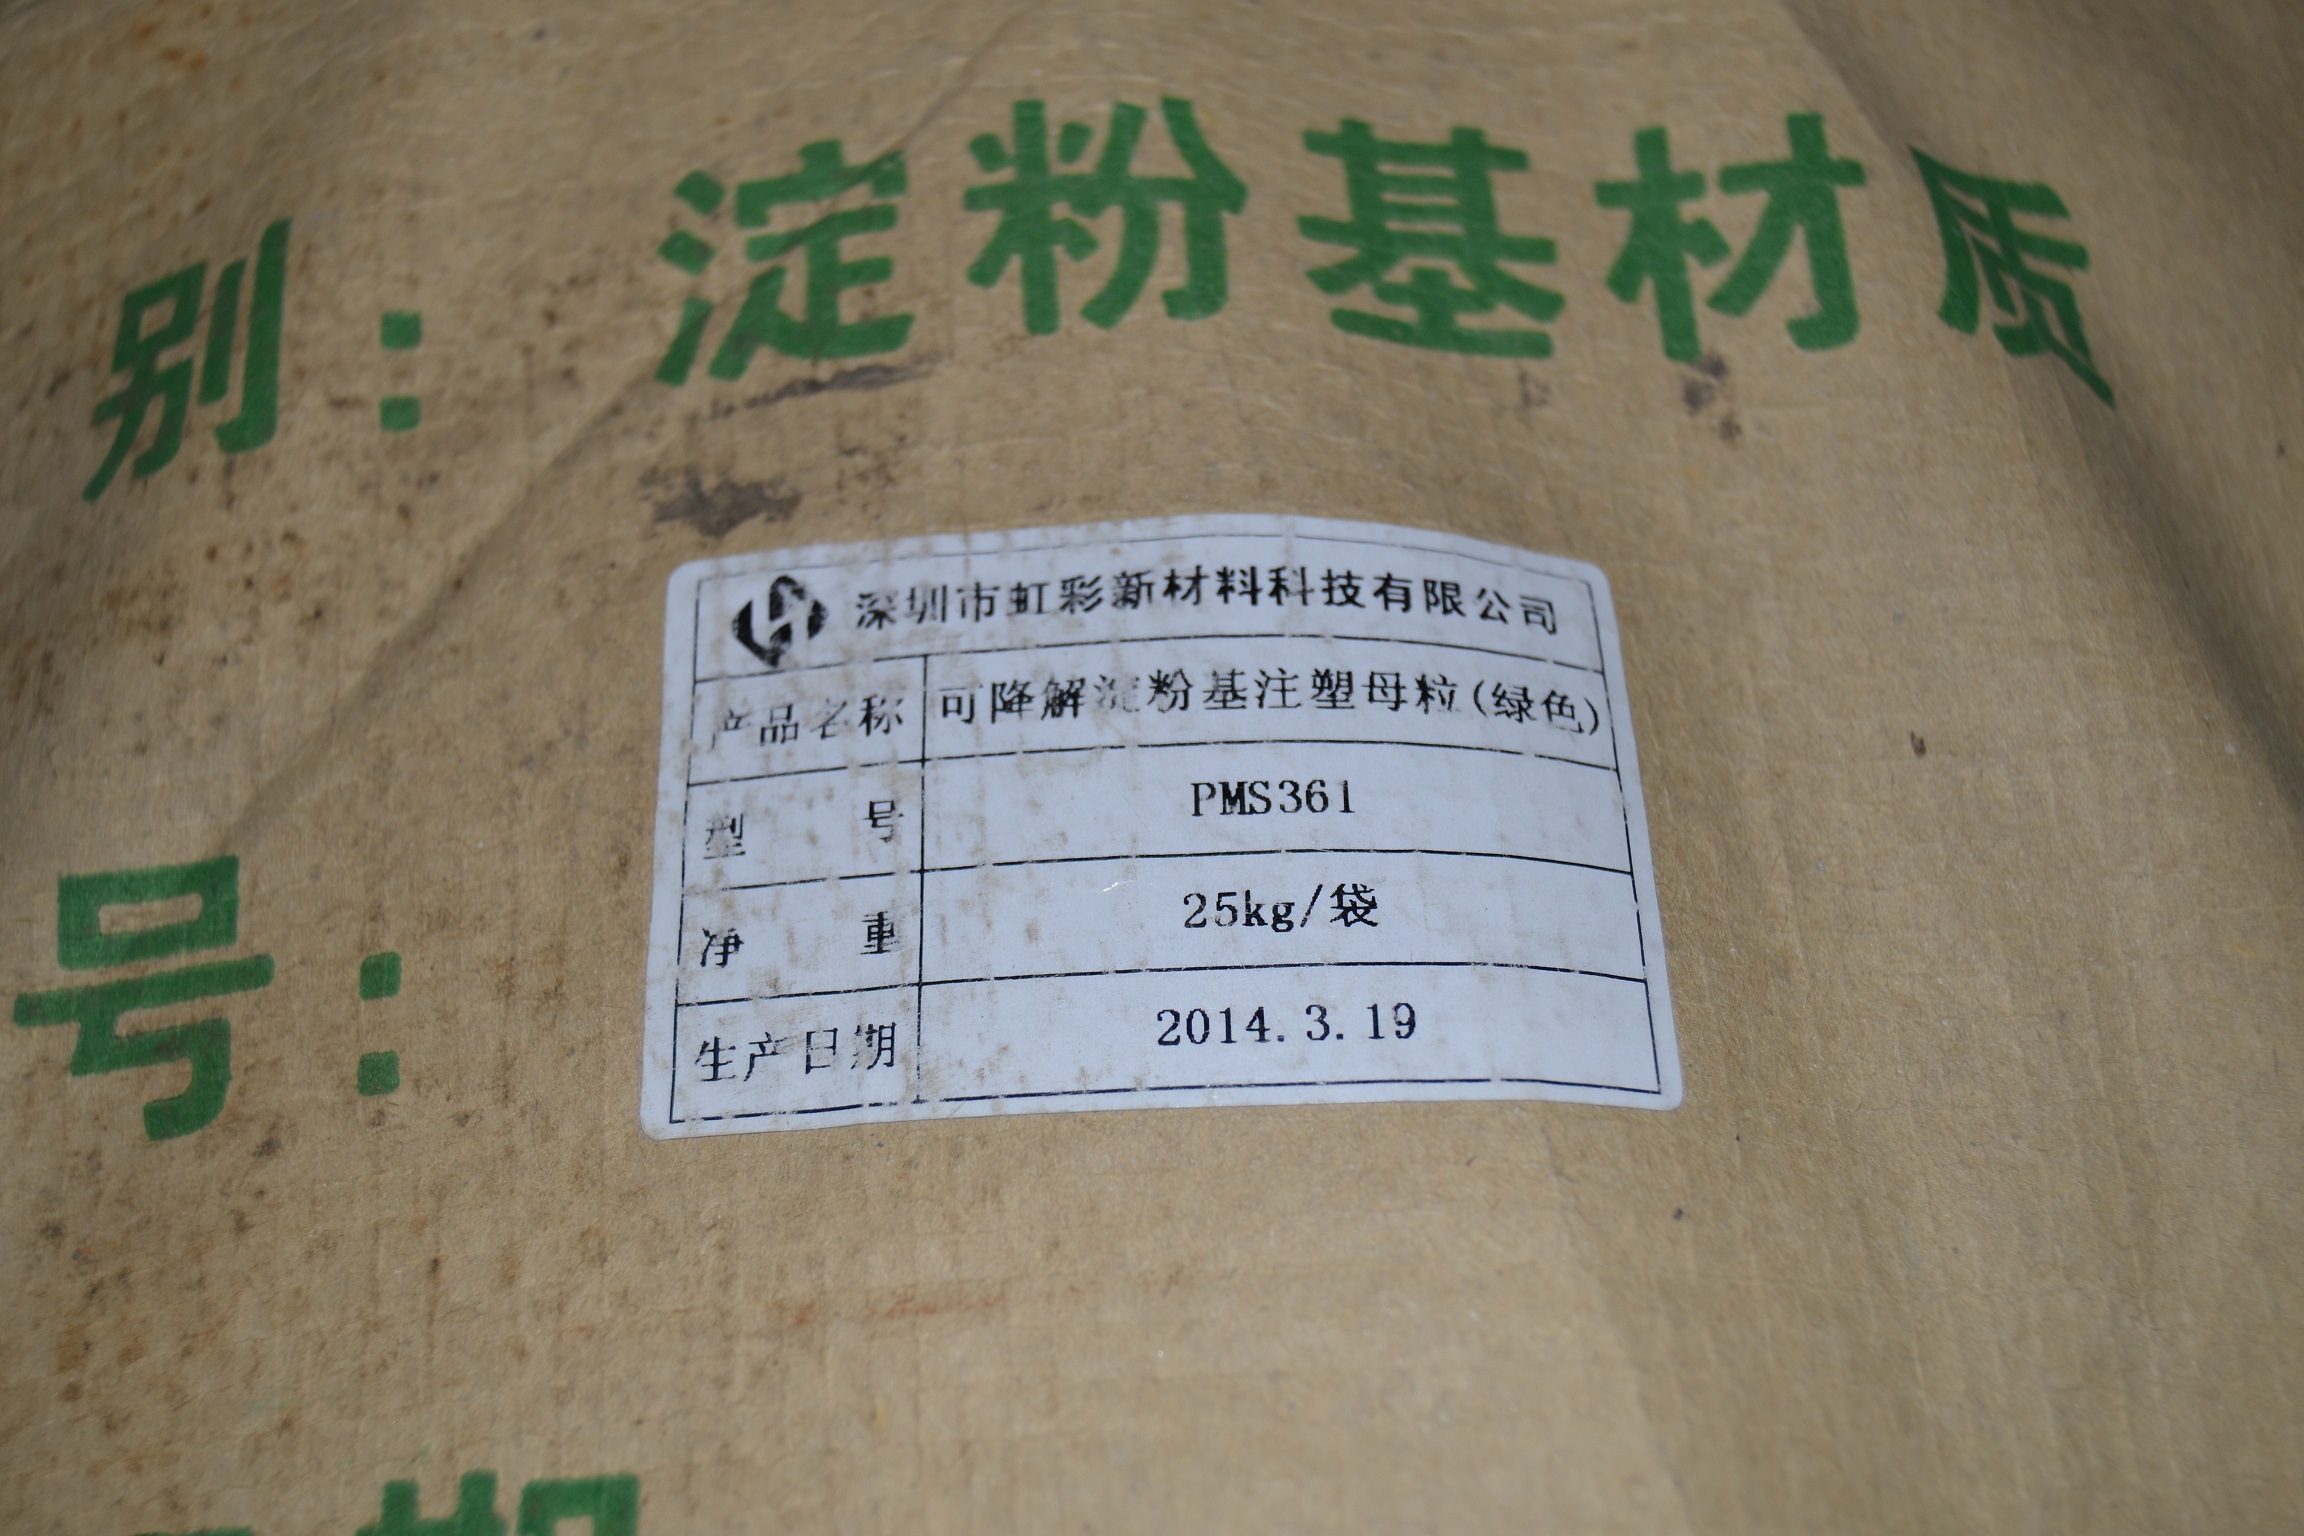 别：淀粉基材质
深圳市虹彩新材料科技有限公司
产品名称 可降解淀粉基注塑母粒(绿色)
型号 PMS361
净重 25kg/袋
生产日期 2014.3.19
号：
期